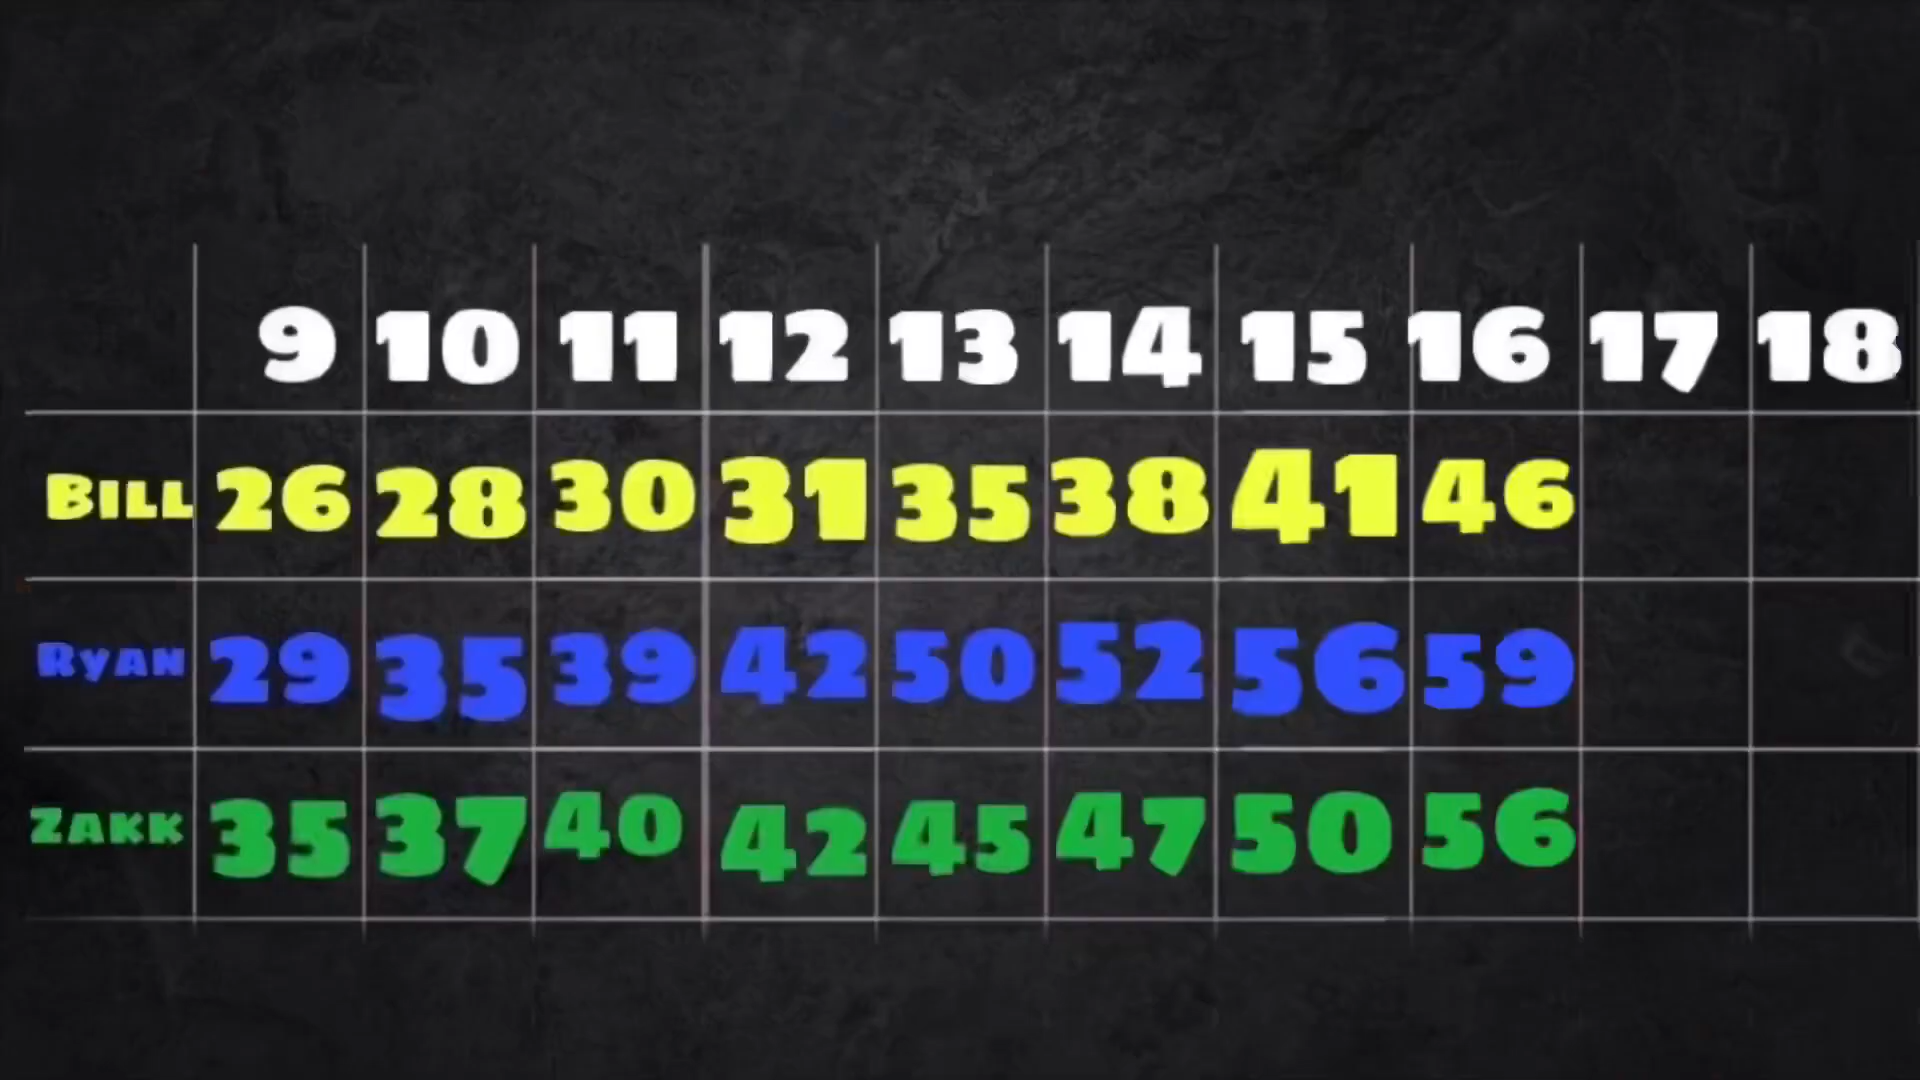 9 10 11 12 13 14 15 16 17 18
Bill 26 28 30 31 35 38 41 46
Ryan 29 35 39 42 50 52 56 59
Zakk 35 37 40 42 45 47 50 56